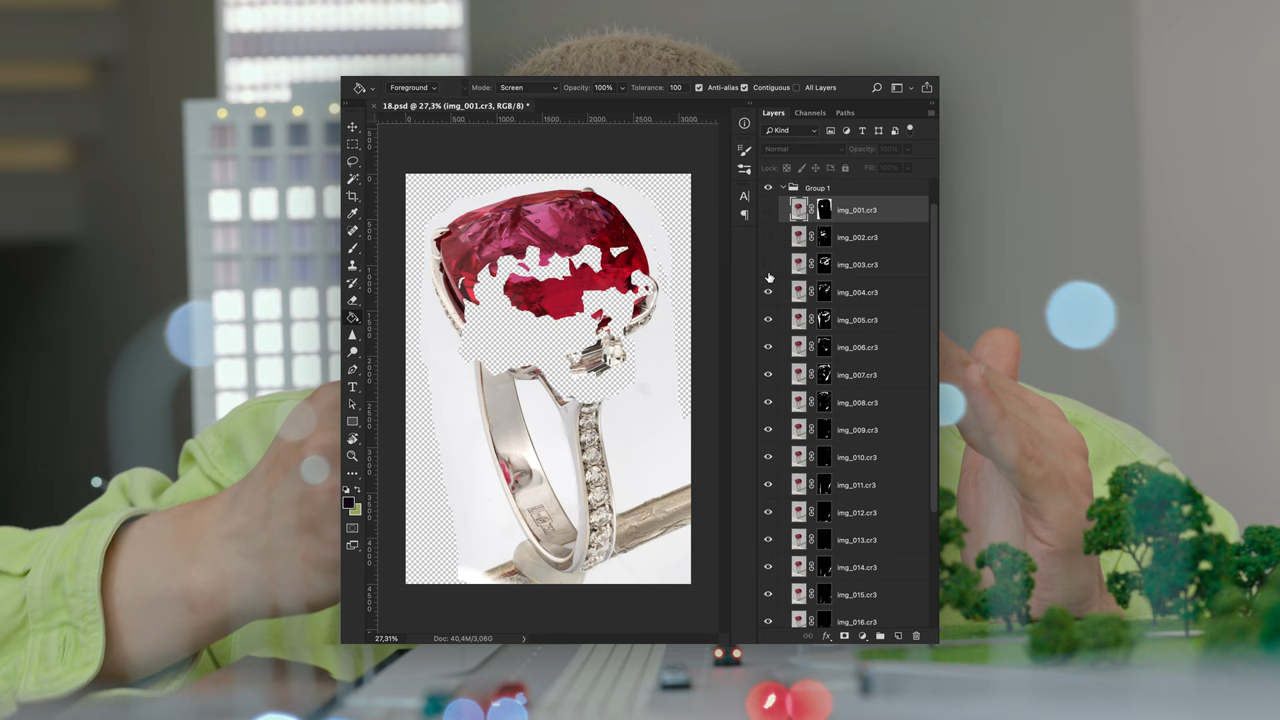 Foreground Mode: Screen Opacity: 100% Tolerance: 100 Anti-alias Contiguous All Layers
18.psd @ 27,3% (img_001.cr3, RGB/8) *
Layers Channels Paths
0 500 1000 1500 2000 2500 3000
Kind
Normal Opacity: 100%
Lock: Fill: 100%
Group 1
img_001.cr3
img_002.cr3
img_003.cr3
img_004.cr3
img_005.cr3
img_006.cr3
img_007.cr3
img_008.cr3
img_009.cr3
img_010.cr3
img_011.cr3
img_012.cr3
img_013.cr3
img_014.cr3
img_015.cr3
img_016.cr3
27,31% Doc: 40,4M/3,06G